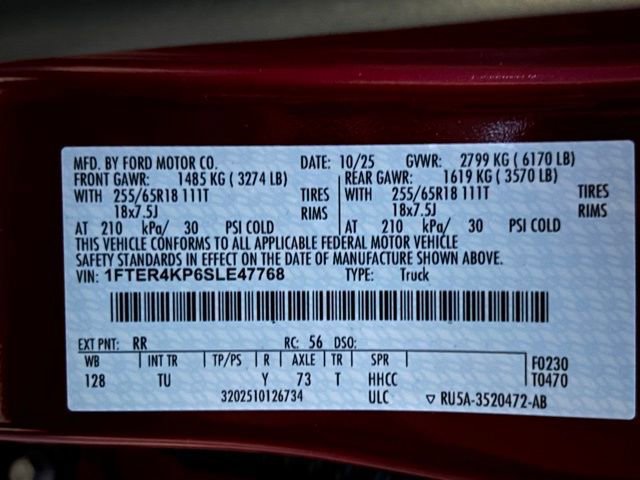 MFD. BY FORD MOTOR CO. DATE: 10/25 GVWR: 2799 KG ( 6170 LB)
FRONT GAWR: 1485 KG ( 3274 LB) REAR GAWR: 1619 KG ( 3570 LB)
WITH 255/65R18 111T TIRES WITH 255/65R18 111T TIRES
18x7.5J RIMS 18x7.5J RIMS
AT 210 kPa/ 30 PSI COLD AT 210 kPa/ 30 PSI COLD
THIS VEHICLE CONFORMS TO ALL APPLICABLE FEDERAL MOTOR VEHICLE
SAFETY STANDARDS IN EFFECT ON THE DATE OF MANUFACTURE SHOWN ABOVE.
VIN: 1FTER4KP6SLE47768 TYPE: Truck
EXT PNT: RR RC: 56 DSO:
WB INT TR TP/PS R AXLE TR SPR F0230
128 TU Y 73 T HHCC T0470
3202510126734 ULC ▽ RU5A-3520472-AB